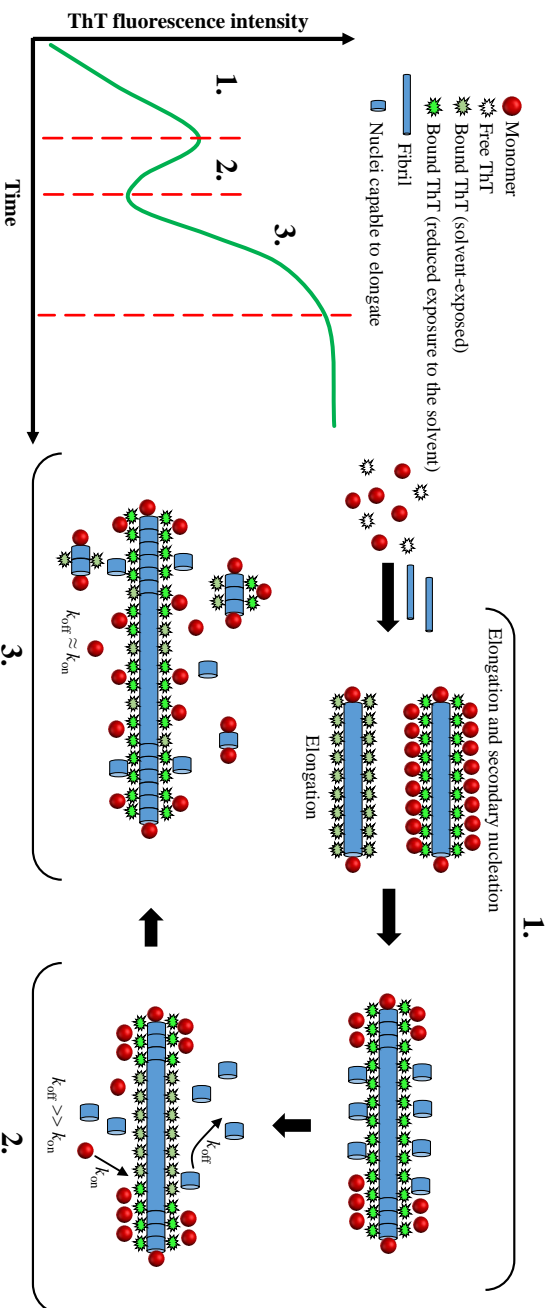 ThT fluorescence intensity
Time
1.
2.
3.
Monomer
Free ThT
Bound ThT (solvent-exposed)
Bound ThT (reduced exposure to the solvent)
Fibril
Nuclei capable to elongate
1.
Elongation and secondary nucleation
Elongation
koff
kon
koff >> kon
2.
koff ≈ kon
3.